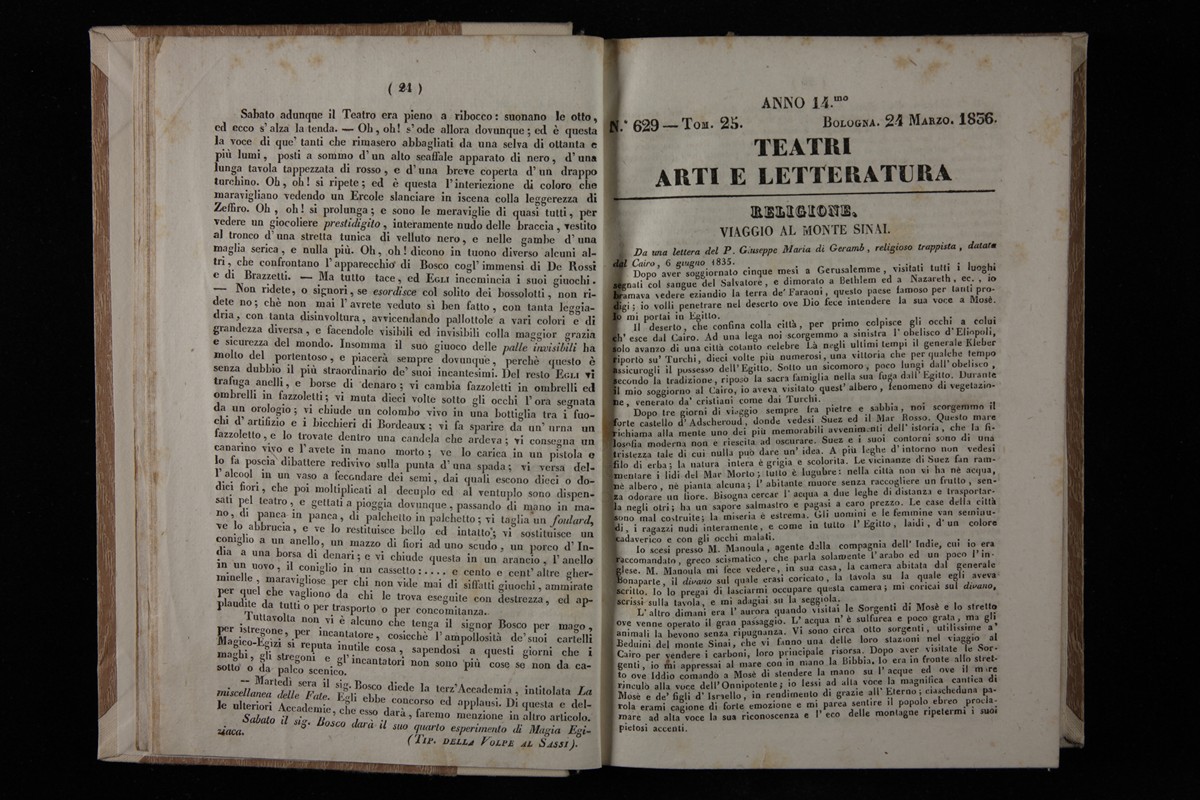 ( 21 )
Sabato adunque il Teatro era pieno a ribocco: suonano le otto,
ed ecco s'alza la tenda. — Oh, oh! s'ode allora dovunque; ed è questa
la voce di que' tanti che rimasero abbagliati da una selva di ottanta e
più lumi, posti a sommo d'un alto scaffale apparato di nero, d'una
lunga tavola tappezzata di rosso, e d'una breve coperta d'un drappo
turchino. Oh, oh! si ripete; ed è questa l'interiezione di coloro che
maravigliano vedendo un Ercole slanciare in iscena colla leggerezza di
Zeffiro. Oh, oh! si prolunga; e sono le meraviglie di quasi tutti, per
vedere un giocoliere prestidigito, interamente nudo delle braccia, vestito
al tronco d'una stretta tunica di velluto nero, e nelle gambe d'una
maglia serica, e nulla più. Oh, oh! dicono in tuono diverso alcuni al-
tri, che confrontano l'apparecchio di Bosco cogl'immensi di De Rossi
e di Brazzetti. — Ma tutto tace, ed EGLI incomincia i suoi giuochi.
— Non ridete, o signori, se esordisce col solito dei bossolotti, non ri-
dete no; chè non mai l'avrete veduto sì ben fatto, con tanta leggia-
dria, con tanta disinvoltura, avvicendando pallottole a vari colori e di
grandezza diversa, e facendole visibili ed invisibili colla maggior grazia
e sicurezza del mondo. Insomma il suo giuoco delle palle invisibili ha
molto del portentoso, e piacerà sempre dovunque, perchè questo è
senza dubbio il più straordinario de' suoi incantesimi. Del resto EGLI vi
trafuga anelli, e borse di denaro; vi cambia fazzoletti in ombrelli ed
ombrelli in fazzoletti; vi muta dieci volte sotto gli occhi l'ora segnata
da un orologio; vi chiude un colombo vivo in una bottiglia tra i fuo-
chi d'artifizio e i bicchieri di Bordeaux; vi fa sparire da un'urna un
fazzoletto, e lo trovate dentro una candela che ardeva; vi consegna un
canarino vivo e l'avete in mano morto; ve lo carica in un pistola e
lo fa poscia dibattere redivivo sulla punta d'una spada; vi versa del-
l'alcool in un vaso a fecondare dei semi, dai quali escono dieci o do-
dici fiori, che poi moltiplicati al decuplo ed al ventuplo sono dispen-
sati pel teatro, e gettati a pioggia dovunque, passando di mano in ma-
no, di panca in panca, di palchetto in palchetto; vi taglia un foulard,
ve lo abbrucia, e ve lo restituisce bello ed intatto; vi sostituisce un
coniglio a un anello, un mazzo di fiori ad uno scudo, un porco d'In-
dia a una borsa di denari; e vi chiude questa in un arancio, l'anello
in un uovo, il coniglio in un cassetto: .... e cento e cent'altre gher-
minelle, maravigliose per chi non vide mai di siffatti giuochi, ammirate
per quel che vagliono da chi le trova eseguite con destrezza, ed ap-
plaudite da tutti o per trasporto o per concomitanza.
Tuttavolta non vi è alcuno che tenga il signor Bosco per mago,
per istregone, per incantatore, cosicchè l'ampollosità de'suoi cartelli
Magico-Egizi si reputa inutile cosa, sapendosi a questi giorni che i
maghi, gli stregoni e gl'incantatori non sono più cose se non da ca-
sotto o da palco scenico.
— Martedì sera il sig. Bosco diede la terz'Accademia, intitolata La
miscellanea delle Fate. Egli ebbe concorso ed applausi. Di questa e del-
le ulteriori Accademie, che esso darà, faremo menzione in altro articolo.
Sabato il sig. Bosco darà il suo quarto esperimento di Magia Egi-
ziaca.
(TIP. DELLA VOLPE AL SASSI).
ANNO 14.mo
N.° 629 — TOM. 25. BOLOGNA. 24 MARZO. 1836.
TEATRI
ARTI E LETTERATURA
RELIGIONE.
VIAGGIO AL MONTE SINAI.
Da una lettera del P. Giuseppe Maria di Geramb, religioso trappista, datata
dal Cairo, 6 giugno 1835.
Dopo aver soggiornato cinque mesi a Gerusalemme, visitati tutti i luoghi
segnati col sangue del Salvatore, e dimorato a Bethlem ed a Nazareth, ec., io
bramava vedere eziandio la terra de' Faraoni, questo paese famoso per tanti pro-
digi; io volli penetrare nel deserto ove Dio fece intendere la sua voce a Mosè.
Io mi portai in Egitto.
Il deserto, che confina colla città, per primo colpisce gli occhi a colui
ch'esce dal Cairo. Ad una lega noi scorgemmo a sinistra l'obelisco d'Eliopoli,
solo avanzo di una città cotanto celebre Là negli ultimi tempi il generale Kleber
riportò su' Turchi, dieci volte più numerosi, una vittoria che per qualche tempo
assicurogli il possesso dell'Egitto. Sotto un sicomoro, poco lungi dall'obelisco,
secondo la tradizione, riposò la sacra famiglia nella sua fuga dall'Egitto. Durante
il mio soggiorno al Cairo, io aveva visitato quest'albero, fenomeno di vegetazio-
ne, venerato da' cristiani come dai Turchi.
Dopo tre giorni di viaggio sempre fra pietre e sabbia, noi scorgemmo il
forte castello d'Adscheroud, donde vedesi Suez ed il Mar Rosso. Questo mare
richiama alla mente uno dei più memorabili avvenimenti dell'istoria, che la fi-
losofia moderna non è riescita ad oscurare. Suez e i suoi contorni sono di una
tristezza tale di cui nulla può dare un'idea. A più leghe d'intorno non vedesi
filo di erba; la natura intera è grigia e scolorita. Le vicinanze di Suez fan ram-
mentare i lidi del Mar Morto; tutto è lugubre: nella città non vi ha nè acqua,
nè albero, nè pianta alcuna; l'abitante muore senza raccogliere un frutto, sen-
za odorare un fiore. Bisogna cercar l'acqua a due leghe di distanza e trasportar-
la negli otri; ha un sapore salmastro e pagasi a caro prezzo. Le case della città
sono mal costruite; la miseria è estrema. Gli uomini e le femmine van seminu-
di, i ragazzi nudi interamente, e come in tutto l'Egitto, laidi, d'un colore
cadaverico e con gli occhi malati.
Io scesi presso M. Manoula, agente dalla compagnia dell'Indie, cui io era
raccomandato, greco scismatico, che parla solamente l'arabo ed un poco l'in-
glese. M. Manoula mi fece vedere, in sua casa, la camera abitata dal generale
Bonaparte, il divano sul quale erasi coricato, la tavola su la quale egli aveva
scritto. Io lo pregai di lasciarmi occupare questa camera; mi coricai sul divano,
scrissi sulla tavola, e mi adagiai su la seggiola.
L'altro dimani era l'aurora quando visitai le Sorgenti di Mosè e lo stretto
ove venne operato il gran passaggio. L'acqua n'è sulfurea e poco grata, ma gli
animali la bevono senza ripugnanza. Vi sono circa otto sorgenti, utilissime a'
Beduini del monte Sinai, che vi fanno una delle loro stazioni nel viaggio al
Cairo per vendere i carboni, loro principale risorsa. Dopo aver visitate le Sor-
genti, io mi appressai al mare con in mano la Bibbia. Io era in fronte allo stret-
to ove Iddio comando a Mosè di stendere la mano su l'acque ed ove il mare
rinculò alla voce dell'Onnipotente; io lessi ad alta voce la magnifica cantica di
Mosè e de' figli d'Israello, in rendimento di grazie all'Eterno; ciascheduna pa-
rola erami cagione di forte emozione e mi parea sentire il popolo ebreo procla-
mare ad alta voce la sua riconoscenza e l'eco delle montagne ripetermi i suoi
pietosi accenti.